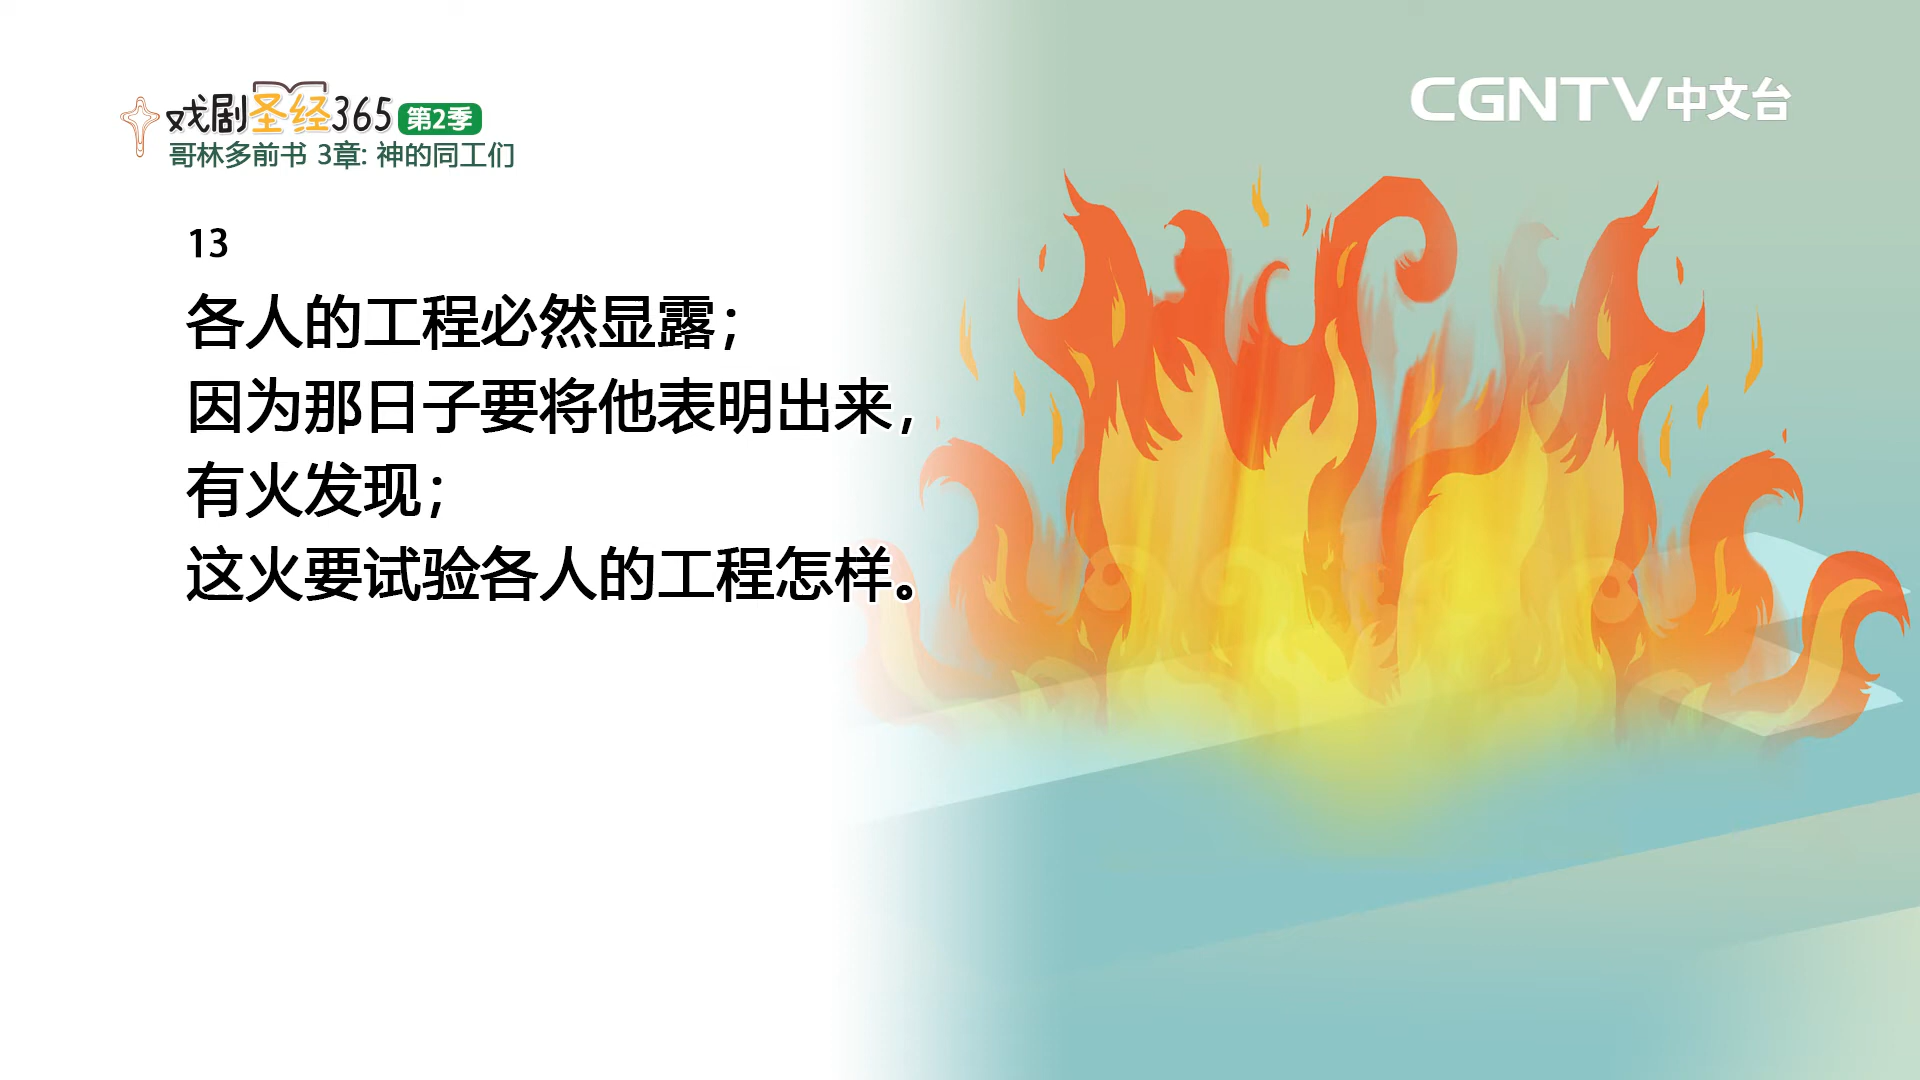 戏剧圣经365 第2季
哥林多前书 3章: 神的同工们
CGNTV中文台
13
各人的工程必然显露；
因为那日子要将他表明出来，
有火发现；
这火要试验各人的工程怎样。